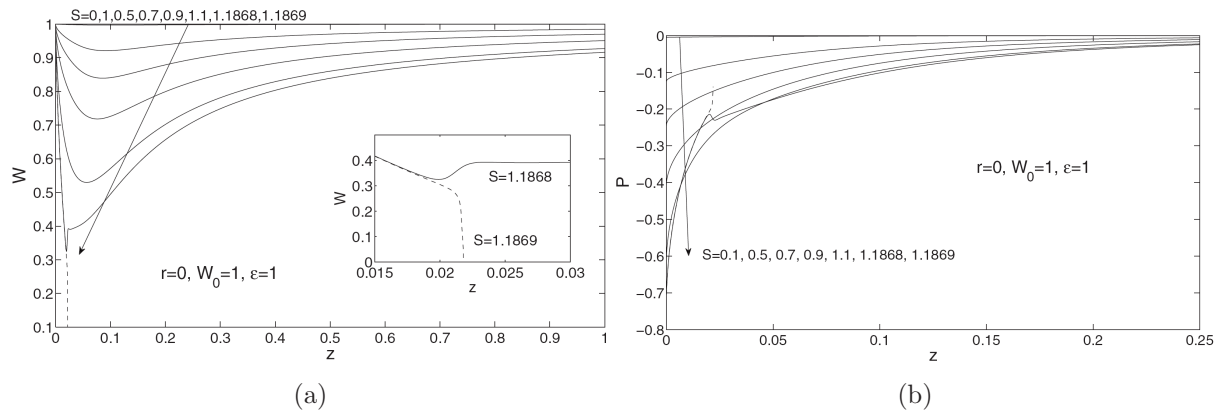 S=0,1,0.5,0.7,0.9,1.1,1.1868,1.1869
1
0.9
0.8
0.7
0.6
0.5
0.4
0.3
0.2
0.1
W
0 0.1 0.2 0.3 0.4 0.5 0.6 0.7 0.8 0.9 1
z
r=0, W₀=1, ε=1
0.4
0.3
0.2
0.1
0
W
S=1.1868
S=1.1869
0.015 0.02 0.025 0.03
z
(a)
0
−0.1
−0.2
−0.3
−0.4
−0.5
−0.6
−0.7
−0.8
P
r=0, W₀=1, ε=1
S=0.1, 0.5, 0.7, 0.9, 1.1, 1.1868, 1.1869
0 0.05 0.1 0.15 0.2 0.25
z
(b)